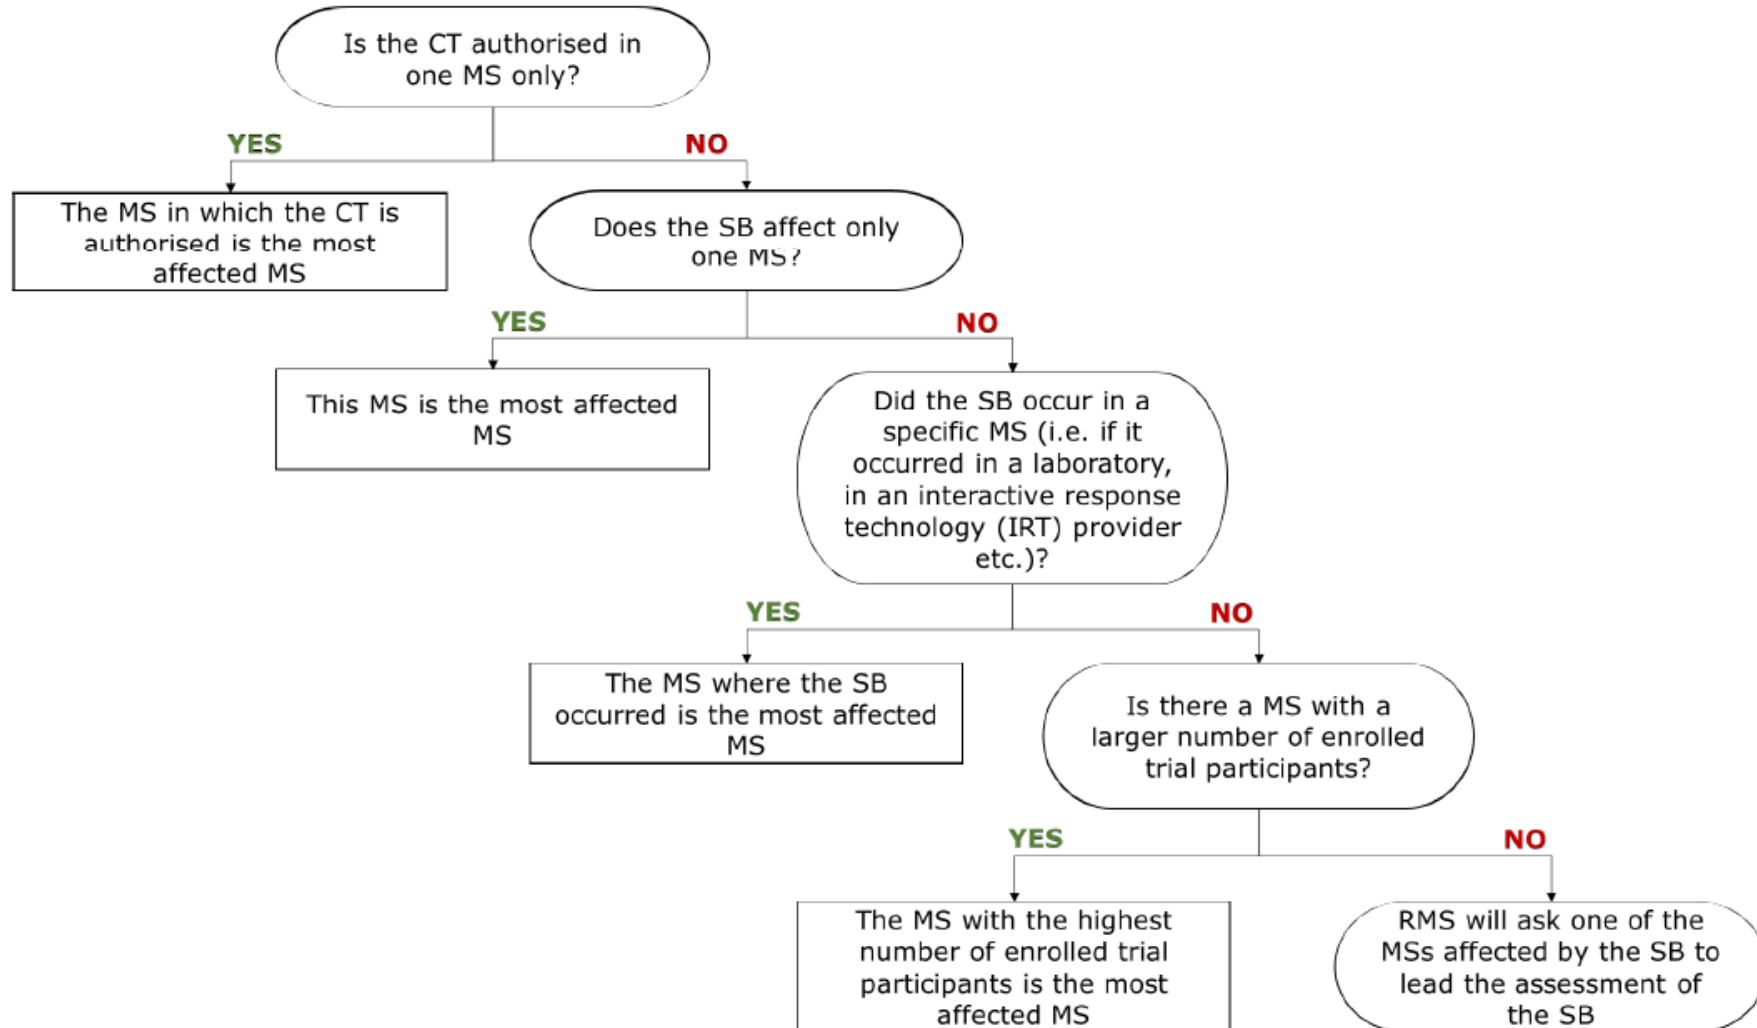 Is the CT authorised in
one MS only?
YES
NO
The MS in which the CT is
authorised is the most
affected MS
Does the SB affect only
one MS?
YES
NO
This MS is the most affected
MS
Did the SB occur in a
specific MS (i.e. if it
occurred in a laboratory,
in an interactive response
technology (IRT) provider
etc.)?
YES
NO
The MS where the SB
occurred is the most affected
MS
Is there a MS with a
larger number of enrolled
trial participants?
YES
NO
The MS with the highest
number of enrolled trial
participants is the most
affected MS
RMS will ask one of the
MSs affected by the SB to
lead the assessment of
the SB